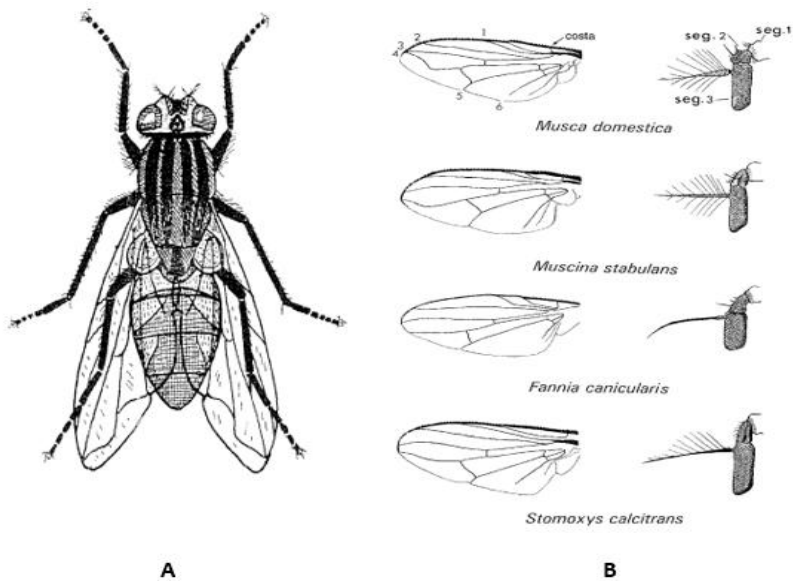 1
2
3
4
5
6
costa
seg.2
seg.1
seg.3
Musca domestica
Muscina stabulans
Fannia canicularis
Stomoxys calcitrans
A
B